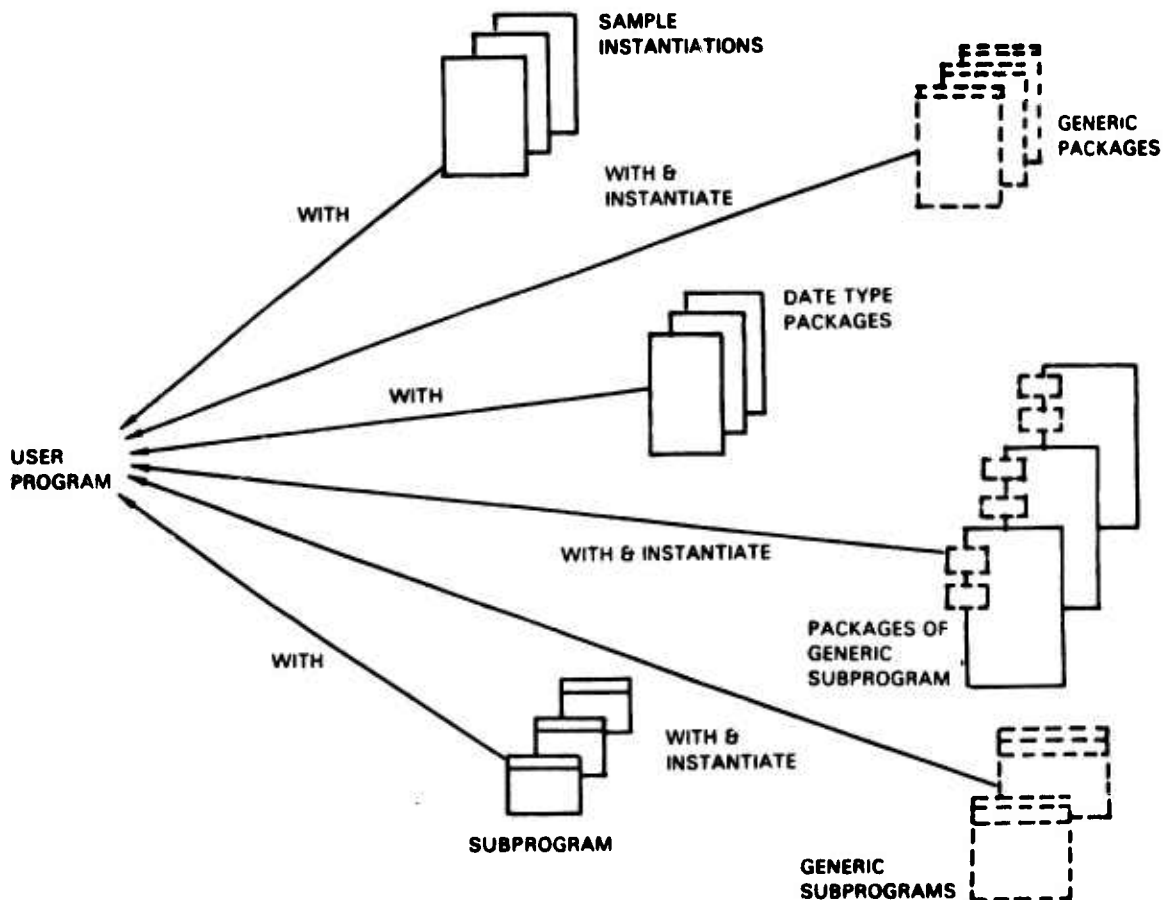 SAMPLE
INSTANTIATIONS
GENERIC
PACKAGES
WITH &
INSTANTIATE
WITH
DATE TYPE
PACKAGES
WITH
USER
PROGRAM
WITH & INSTANTIATE
PACKAGES OF
GENERIC
SUBPROGRAM
WITH
WITH &
INSTANTIATE
SUBPROGRAM
GENERIC
SUBPROGRAMS